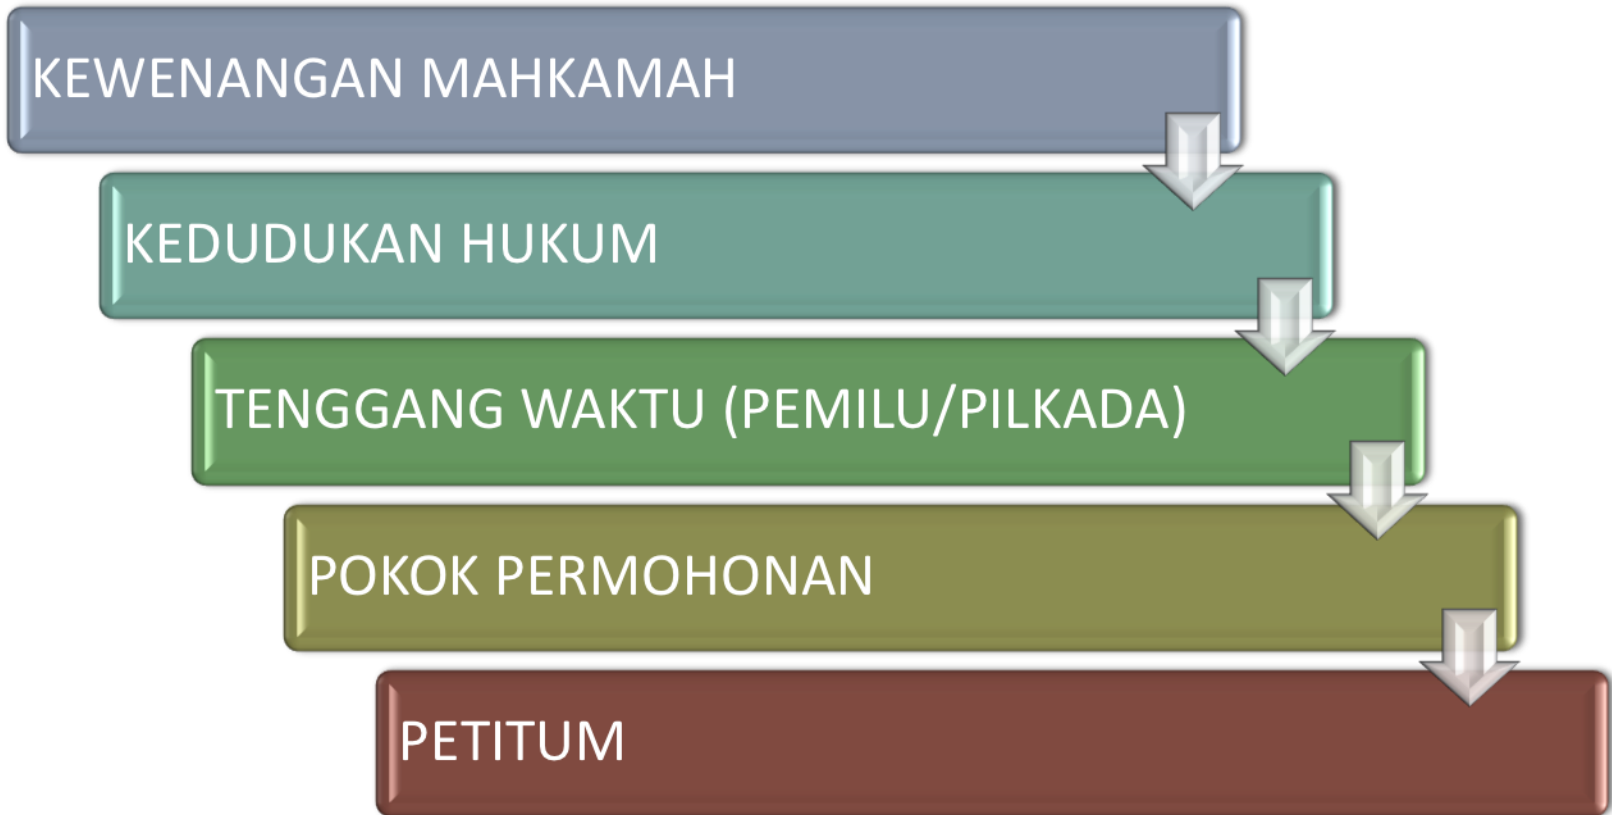 KEWENANGAN MAHKAMAH
KEDUDUKAN HUKUM
TENGGANG WAKTU (PEMILU/PILKADA)
POKOK PERMOHONAN
PETITUM